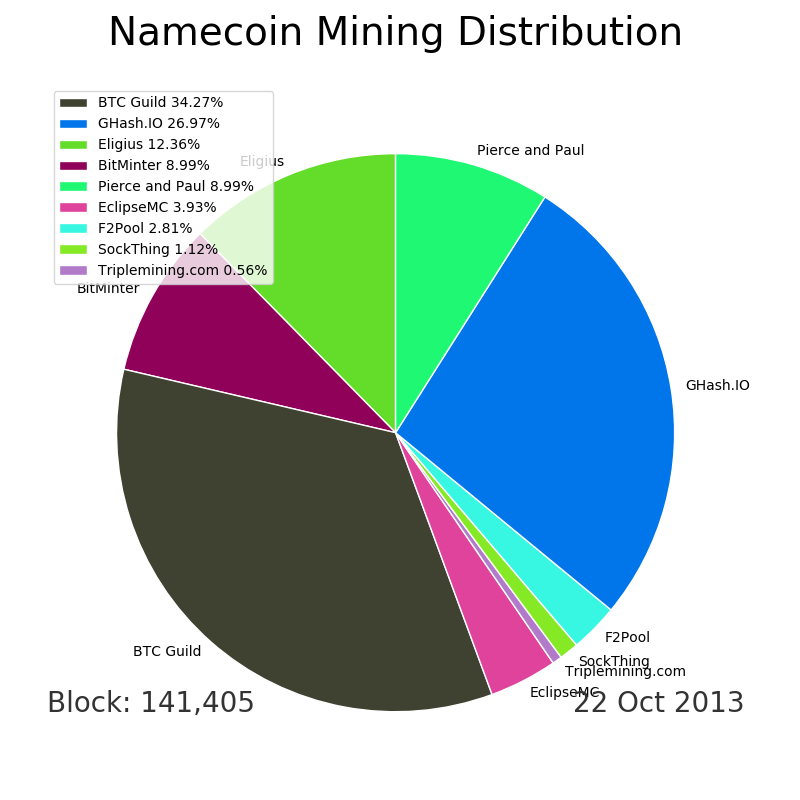 Namecoin Mining Distribution
BTC Guild 34.27%
GHash.IO 26.97%
Eligius 12.36%
BitMinter 8.99%
Pierce and Paul 8.99%
EclipseMC 3.93%
F2Pool 2.81%
SockThing 1.12%
Triplemining.com 0.56%
Pierce and Paul
Eligius
BitMinter
GHash.IO
BTC Guild
F2Pool
SockThing
Triplemining.com
EclipseMC
Block: 141,405
22 Oct 2013